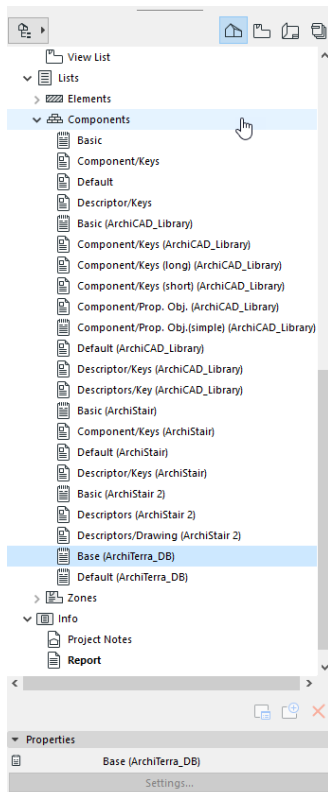 View List
Lists
Elements
Components
Basic
Component/Keys
Default
Descriptor/Keys
Basic (ArchiCAD_Library)
Component/Keys (ArchiCAD_Library)
Component/Keys (long) (ArchiCAD_Library)
Component/Keys (short) (ArchiCAD_Library)
Component/Prop. Obj. (ArchiCAD_Library)
Component/Prop. Obj.(simple) (ArchiCAD_Library)
Default (ArchiCAD_Library)
Descriptor/Keys (ArchiCAD_Library)
Descriptors/Key (ArchiCAD_Library)
Basic (ArchiStair)
Component/Keys (ArchiStair)
Default (ArchiStair)
Descriptor/Keys (ArchiStair)
Basic (ArchiStair 2)
Descriptors (ArchiStair 2)
Descriptors/Drawing (ArchiStair 2)
Base (ArchiTerra_DB)
Default (ArchiTerra_DB)
Zones
Info
Project Notes
Report
Properties
Base (ArchiTerra_DB)
Settings...